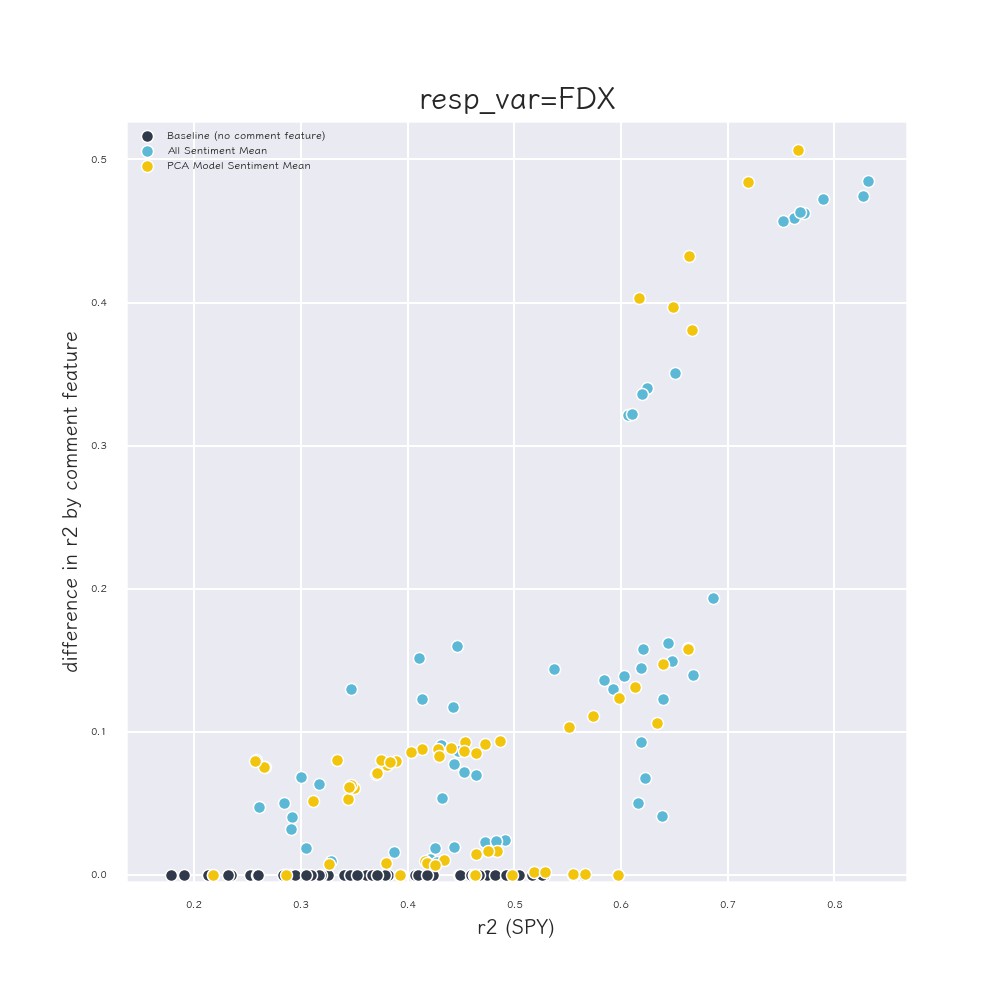 resp_var=FDX
Baseline (no comment feature)
All Sentiment Mean
PCA Model Sentiment Mean
difference in r2 by comment feature
0.5
0.4
0.3
0.2
0.1
0.0
0.2 0.3 0.4 0.5 0.6 0.7 0.8
r2 (SPY)